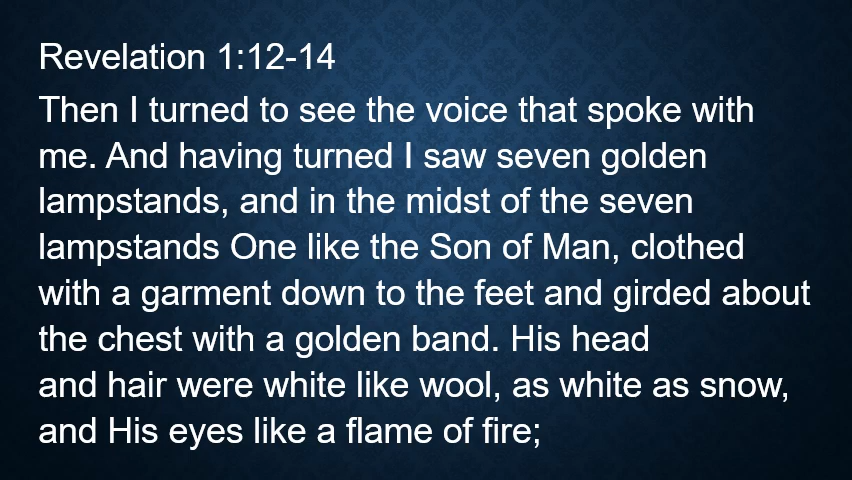 Revelation 1:12-14
Then I turned to see the voice that spoke with
me. And having turned I saw seven golden
lampstands, and in the midst of the seven
lampstands One like the Son of Man, clothed
with a garment down to the feet and girded about
the chest with a golden band. His head
and hair were white like wool, as white as snow,
and His eyes like a flame of fire;